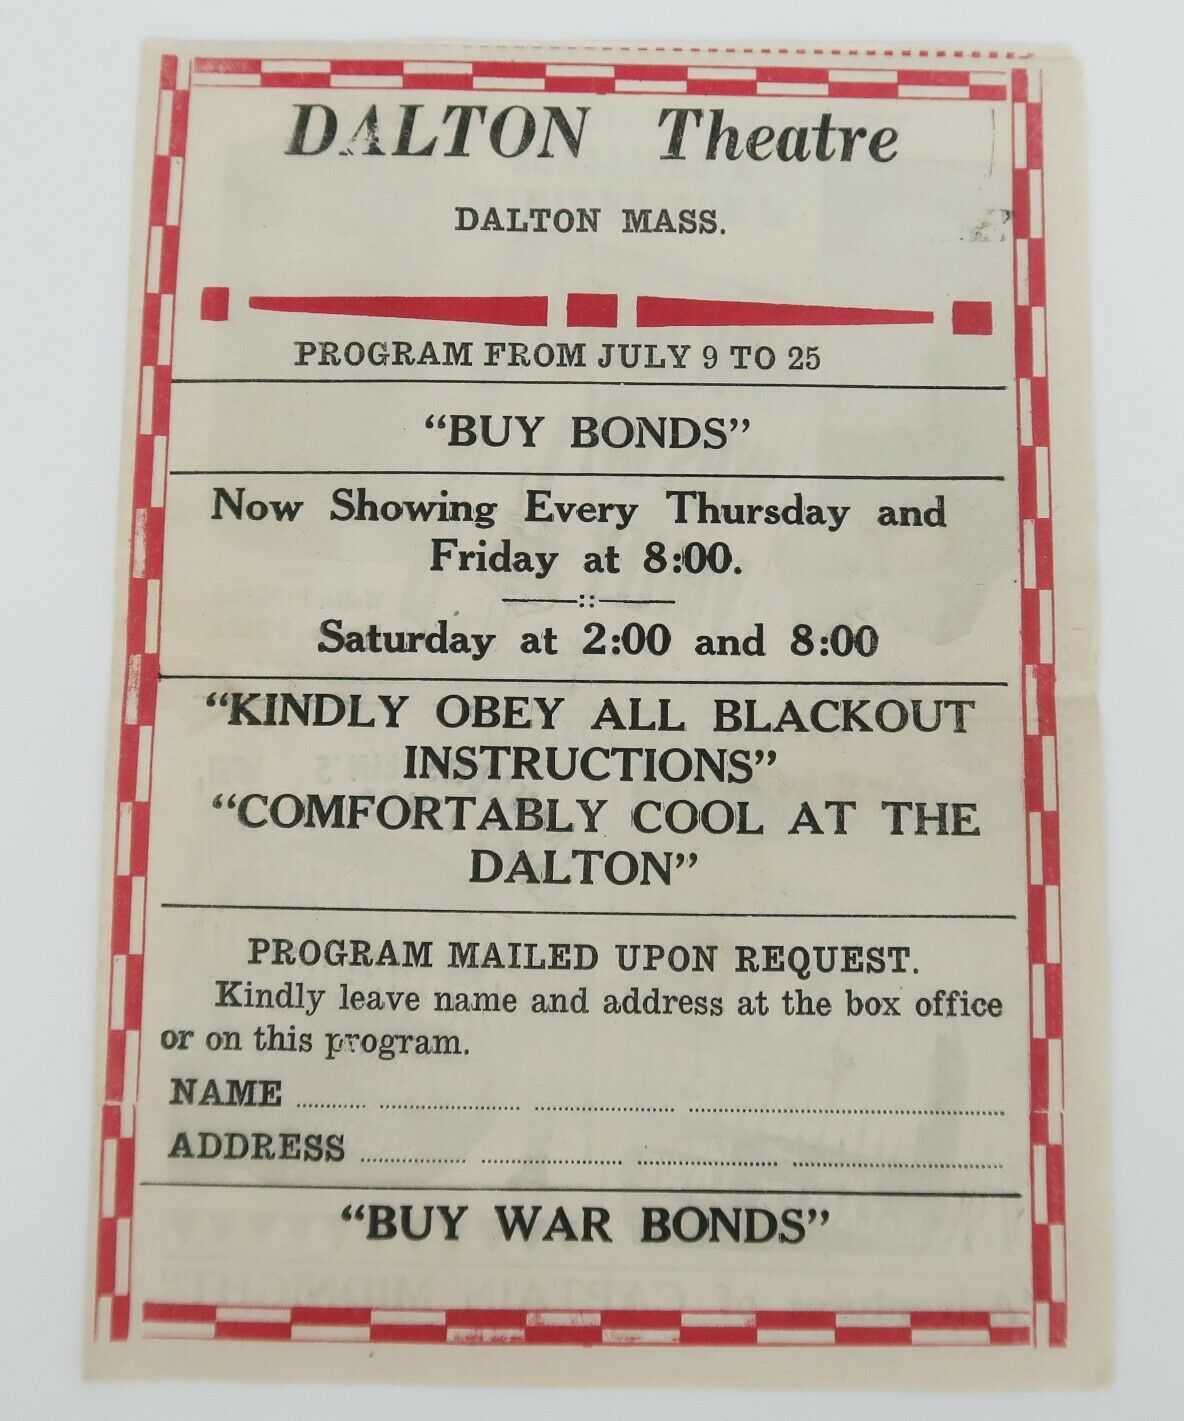 DALTON Theatre
DALTON MASS.
PROGRAM FROM JULY 9 TO 25
“BUY BONDS”
Now Showing Every Thursday and
Friday at 8:00.
Saturday at 2:00 and 8:00
“KINDLY OBEY ALL BLACKOUT
INSTRUCTIONS”
“COMFORTABLY COOL AT THE
DALTON”
PROGRAM MAILED UPON REQUEST.
Kindly leave name and address at the box office
or on this program.
NAME
ADDRESS
“BUY WAR BONDS”